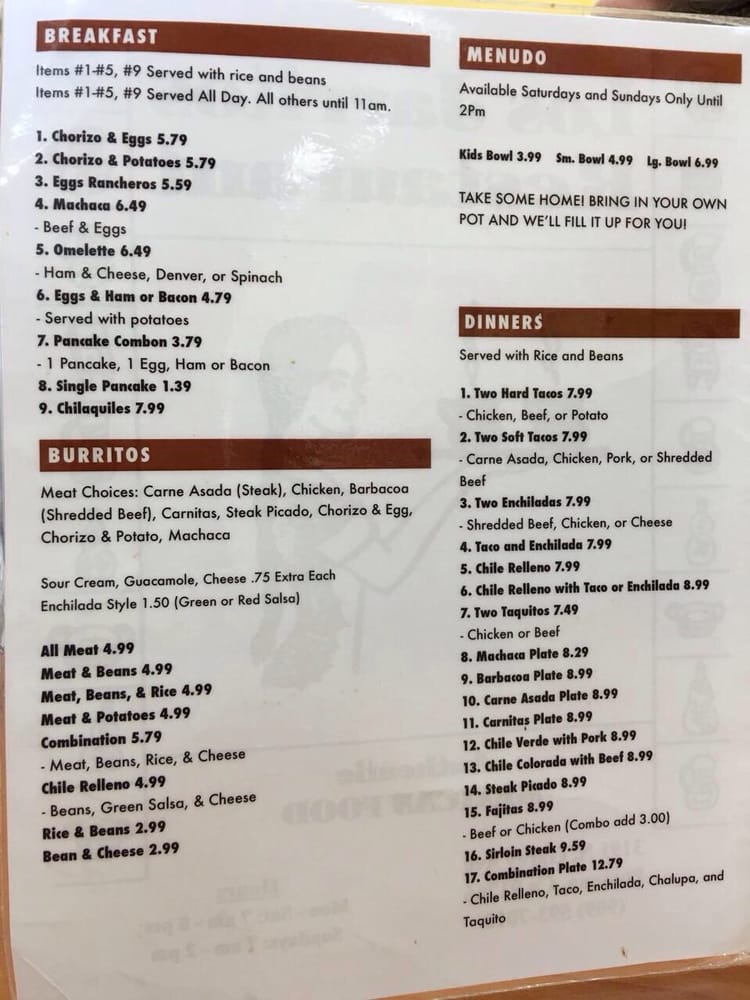 BREAKFAST
Items #1-#5, #9 Served with rice and beans
Items #1-#5, #9 Served All Day. All others until 11am.
1. Chorizo & Eggs 5.79
2. Chorizo & Potatoes 5.79
3. Eggs Rancheros 5.59
4. Machaca 6.49
- Beef & Eggs
5. Omelette 6.49
- Ham & Cheese, Denver, or Spinach
6. Eggs & Ham or Bacon 4.79
- Served with potatoes
7. Pancake Combon 3.79
- 1 Pancake, 1 Egg, Ham or Bacon
8. Single Pancake 1.39
9. Chilaquiles 7.99
BURRITOS
Meat Choices: Carne Asada (Steak), Chicken, Barbacoa
(Shredded Beef), Carnitas, Steak Picado, Chorizo & Egg,
Chorizo & Potato, Machaca
Sour Cream, Guacamole, Cheese .75 Extra Each
Enchilada Style 1.50 (Green or Red Salsa)
All Meat 4.99
Meat & Beans 4.99
Meat, Beans, & Rice 4.99
Meat & Potatoes 4.99
Combination 5.79
- Meat, Beans, Rice, & Cheese
Chile Relleno 4.99
- Beans, Green Salsa, & Cheese
Rice & Beans 2.99
Bean & Cheese 2.99
MENUDO
Available Saturdays and Sundays Only Until
2Pm
Kids Bowl 3.99 Sm. Bowl 4.99 Lg. Bowl 6.99
TAKE SOME HOME! BRING IN YOUR OWN
POT AND WE'LL FILL IT UP FOR YOU!
DINNERS
Served with Rice and Beans
1. Two Hard Tacos 7.99
- Chicken, Beef, or Potato
2. Two Soft Tacos 7.99
- Carne Asada, Chicken, Pork, or Shredded
Beef
3. Two Enchiladas 7.99
- Shredded Beef, Chicken, or Cheese
4. Taco and Enchilada 7.99
5. Chile Relleno 7.99
6. Chile Relleno with Taco or Enchilada 8.99
7. Two Taquitos 7.49
- Chicken or Beef
8. Machaca Plate 8.29
9. Barbacoa Plate 8.99
10. Carne Asada Plate 8.99
11. Carnitas Plate 8.99
12. Chile Verde with Pork 8.99
13. Chile Colorada with Beef 8.99
14. Steak Picado 8.99
15. Fajitas 8.99
- Beef or Chicken (Combo add 3.00)
16. Sirloin Steak 9.59
17. Combination Plate 12.79
- Chile Relleno, Taco, Enchilada, Chalupa, and
Taquito